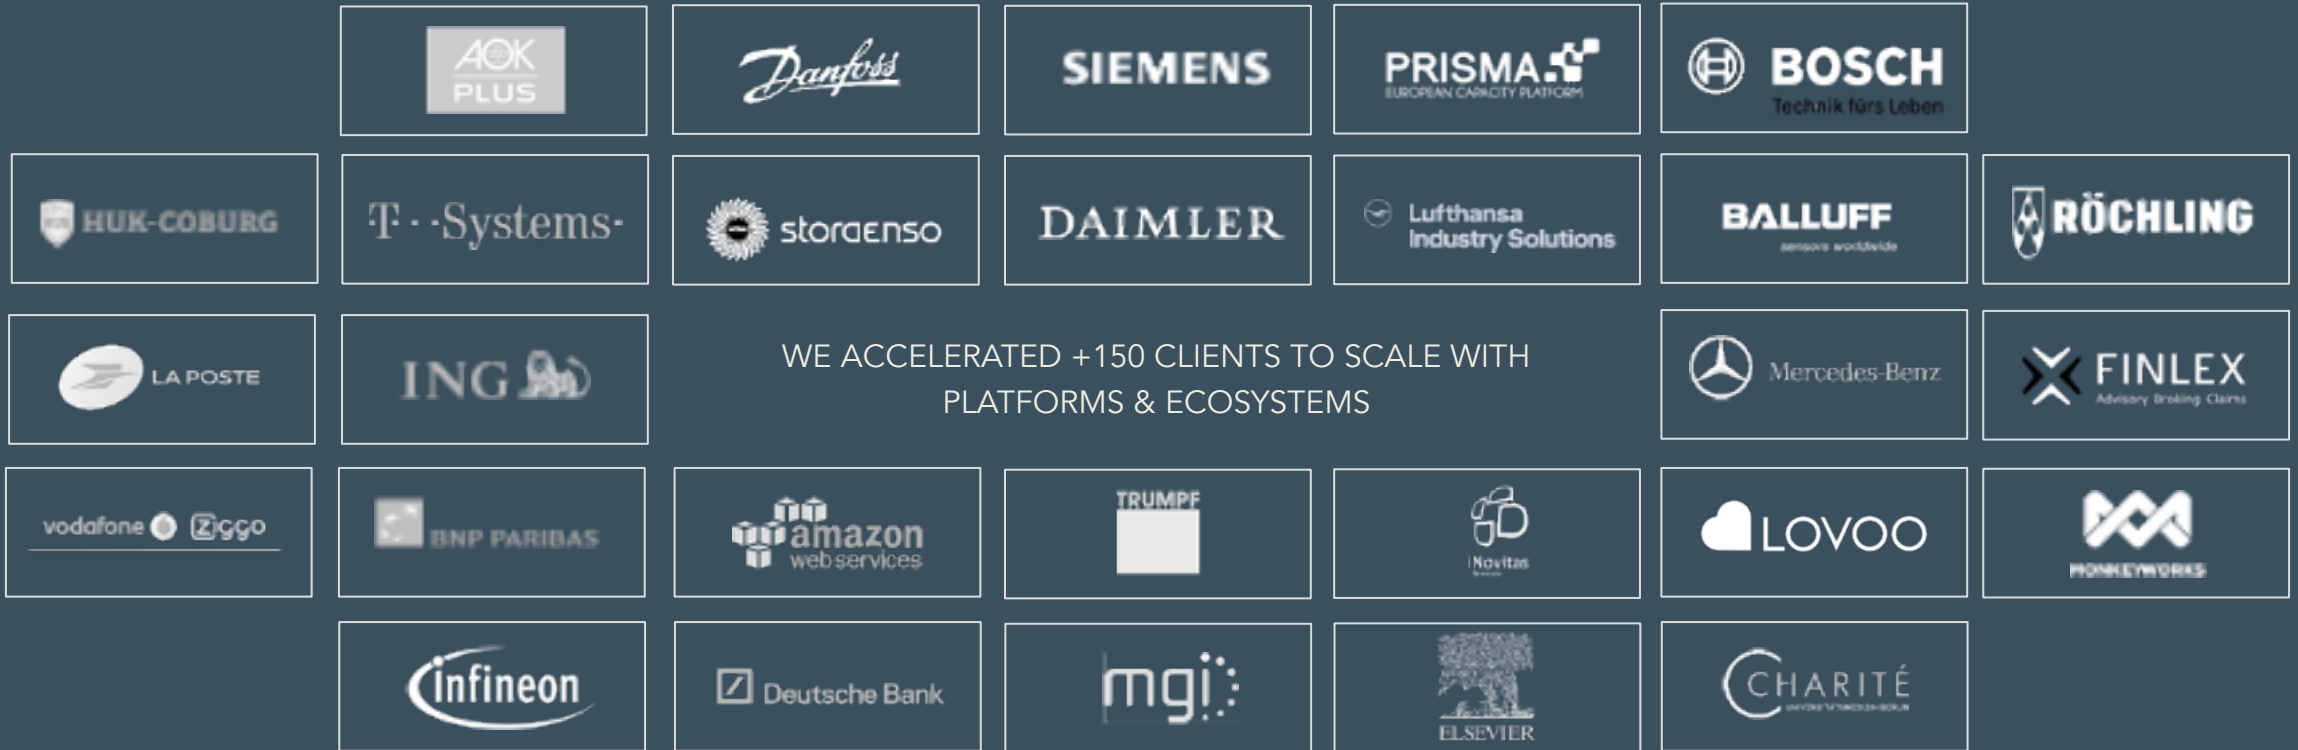 AOK
PLUS
Danfoss
SIEMENS
PRISMA
EUROPEAN CAPACITY PLATFORM
BOSCH
Technik fürs Leben
HUK-COBURG
T··Systems·
storaenso
DAIMLER
Lufthansa
Industry Solutions
BALLUFF
sensors worldwide
RÖCHLING
LA POSTE
ING
WE ACCELERATED +150 CLIENTS TO SCALE WITH
PLATFORMS & ECOSYSTEMS
Mercedes-Benz
FINLEX
Advisory Broking Claims
vodafone ziggo
BNP PARIBAS
amazon
web services
TRUMPF
iNovitas
LOVOO
MONKEYWORKS
infineon
Deutsche Bank
mgi
ELSEVIER
CHARITÉ
UNIVERSITÄTSMEDIZIN BERLIN